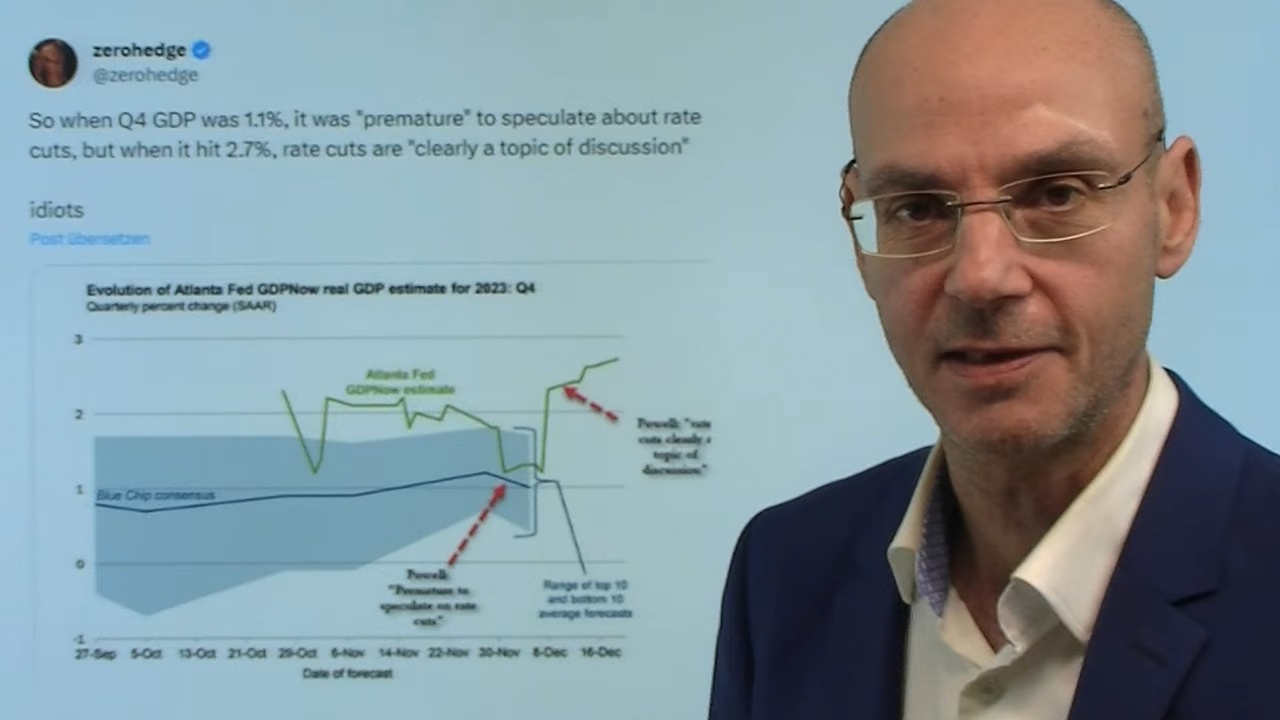 zerohedge
@zerohedge
So when Q4 GDP was 1.1%, it was "premature" to speculate about rate
cuts, but when it hit 2.7%, rate cuts are "clearly a topic of discussion"
idiots
Post übersetzen
Evolution of Atlanta Fed GDPNow real GDP estimate for 2023: Q4
Quarterly percent change (SAAR)
3
Atlanta Fed
GDPNow estimate
2
Powell: "rate
cuts clearly a
topic of
discussion"
1
Blue Chip consensus
0
Powell:
"Premature to
speculate on rate
cuts"
Range of top 10
and bottom 10
average forecasts
-1
27-Sep 5-Oct 13-Oct 21-Oct 29-Oct 6-Nov 14-Nov 22-Nov 30-Nov 8-Dec 16-Dec
Date of forecast